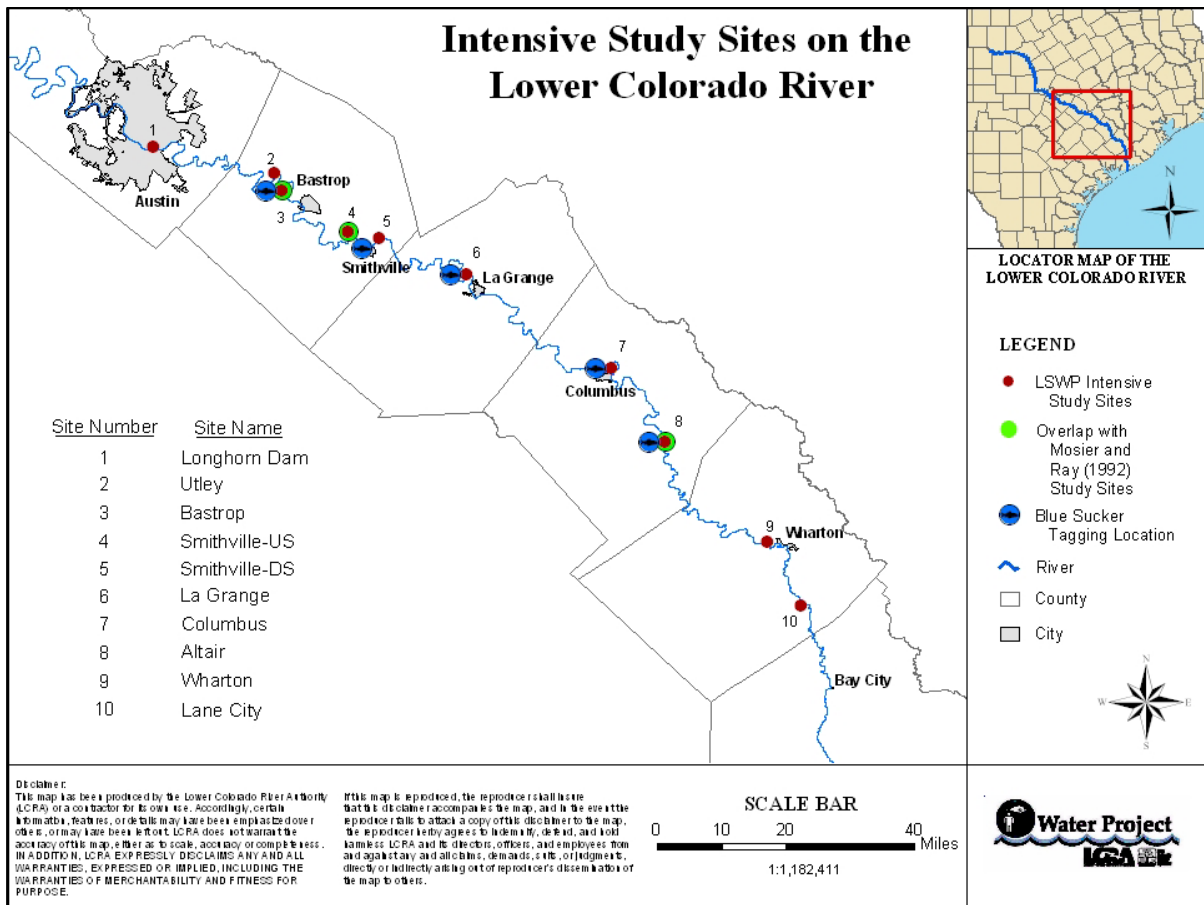 Intensive Study Sites on the
Lower Colorado River
1
Austin
2
Bastrop
3
4
5
Smithville
6
La Grange
7
Columbus
8
9
Wharton
10
Bay City
Site Number Site Name
1 Longhorn Dam
2 Utley
3 Bastrop
4 Smithville-US
5 Smithville-DS
6 La Grange
7 Columbus
8 Altair
9 Wharton
10 Lane City
N
LOCATOR MAP OF THE
LOWER COLORADO RIVER
LEGEND
LSWP Intensive
Study Sites
Overlap with
Mosier and
Ray (1992)
Study Sites
Blue Sucker
Tagging Location
River
County
City
N
W E
S
Disclaimer:
This map has been produced by the Lower Colorado River Authority
(LCRA) or a contractor for its own use. Accordingly, certain
information, features, or details may have been emphasized over
others, or may have been left out. LCRA does not warrant the
accuracy of this map, either as to scale, accuracy or completeness.
IN ADDITION, LCRA EXPRESSLY DISCLAIMS ANY AND ALL
WARRANTIES, EXPRESSED OR IMPLIED, INCLUDING THE
WARRANTIES OF MERCHANTABILITY AND FITNESS FOR
PURPOSE.
If this map is reproduced, the reproducer shall insure
that this disclaimer accompanies the map, and in the event the
reproducer fails to attach a copy of this disclaimer to the map,
the reproducer herby agrees to indemnify, defend, and hold
harmless LCRA and its directors, officers, and employees from
and against any and all claims, demands, suits, or judgments,
directly or indirectly arising out of reproducer's dissemination of
the map to others.
SCALE BAR
0 10 20 40
Miles
1:1,182,411
Water Project
LCRA